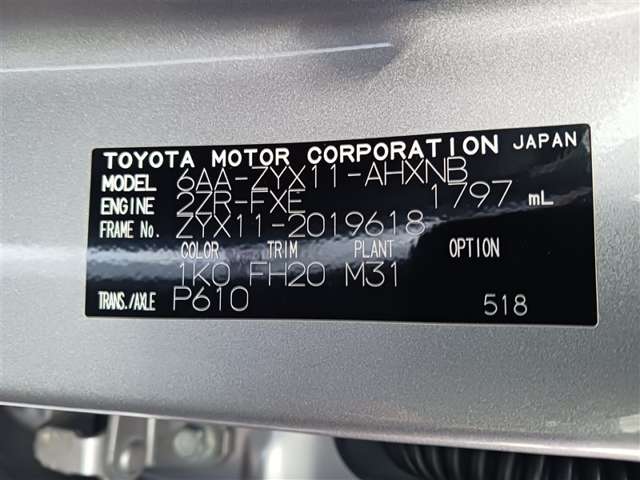 TOYOTA MOTOR CORPORATION JAPAN
MODEL 6AA-ZYX11-AHXNB
ENGINE 2ZR-FXE 1797 mL
FRAME No. ZYX11-2019618
COLOR TRIM PLANT OPTION
1K0 FH20 M31
TRANS./AXLE P610 518